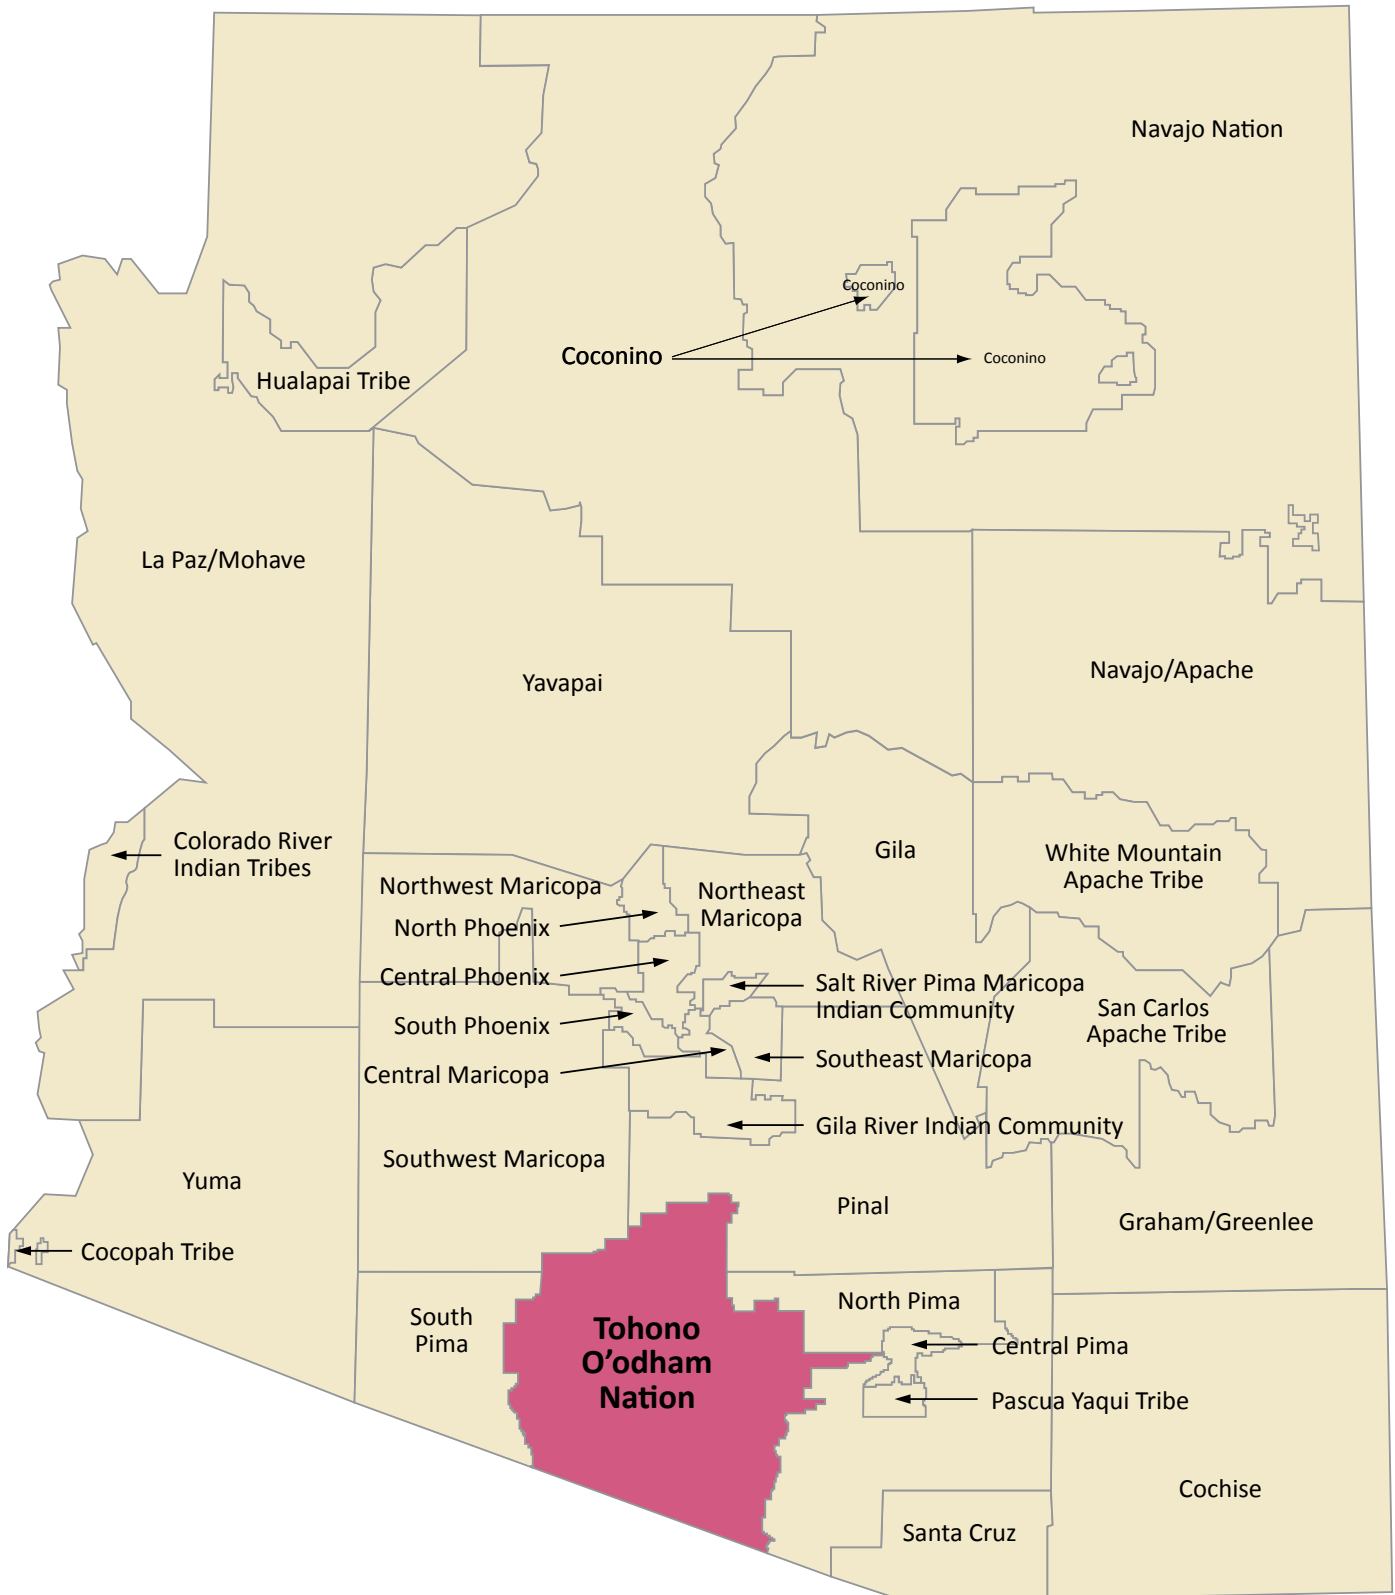 Navajo Nation
Coconino
Coconino
Coconino
Hualapai Tribe
La Paz/Mohave
Yavapai
Navajo/Apache
Colorado River
Indian Tribes
Gila
White Mountain
Apache Tribe
Northwest Maricopa
Northeast
Maricopa
North Phoenix
Central Phoenix
Salt River Pima Maricopa
Indian Community
San Carlos
Apache Tribe
South Phoenix
Southeast Maricopa
Central Maricopa
Gila River Indian Community
Southwest Maricopa
Yuma
Pinal
Graham/Greenlee
Cocopah Tribe
North Pima
South
Pima
Tohono
O’odham
Nation
Central Pima
Pascua Yaqui Tribe
Cochise
Santa Cruz